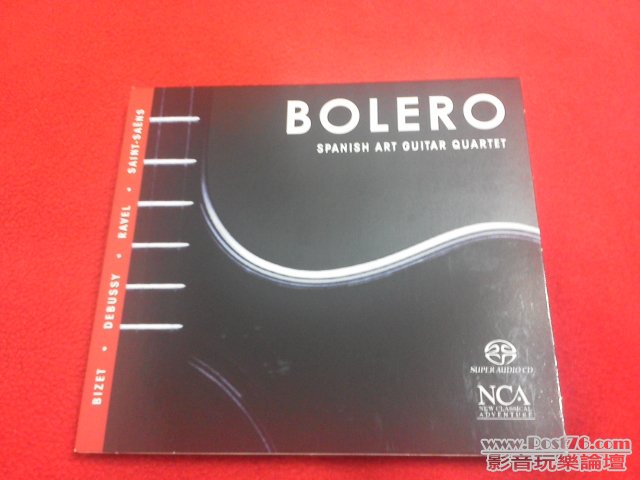 BOLERO
SPANISH ART GUITAR QUARTET
BIZET • DEBUSSY • RAVEL • SAINT-SAËNS
SUPER AUDIO CD
NCA
NEW CLASSICAL
ADVENTURE
www.Post76.com
影音玩樂論壇